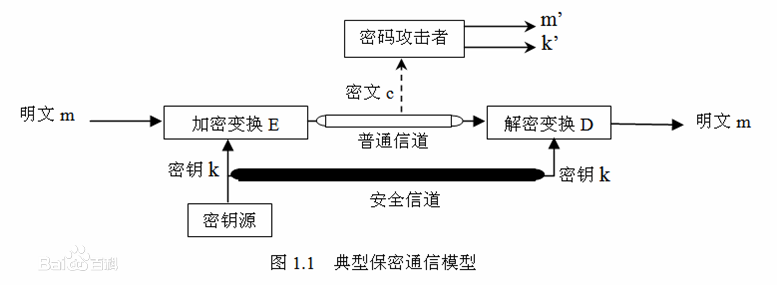 m’
密码攻击者
k’
密文 c
明文 m
加密变换 E
解密变换 D
明文 m
普通信道
密钥 k
密钥 k
安全信道
密钥源
图 1.1 典型保密通信模型
Baidu百科